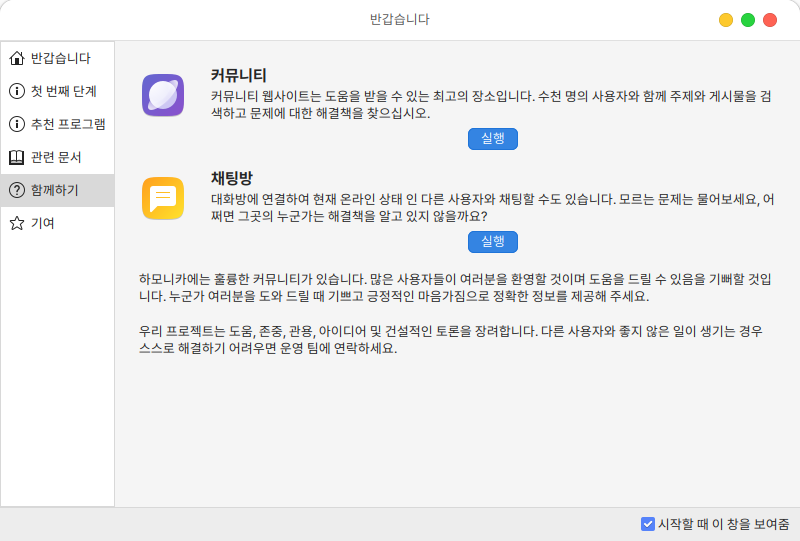 반갑습니다
반갑습니다
첫 번째 단계
추천 프로그램
관련 문서
함께하기
기여
커뮤니티
커뮤니티 웹사이트는 도움을 받을 수 있는 최고의 장소입니다. 수천 명의 사용자와 함께 주제와 게시물을 검
색하고 문제에 대한 해결책을 찾으십시오.
실행
채팅방
대화방에 연결하여 현재 온라인 상태 인 다른 사용자와 채팅할 수도 있습니다. 모르는 문제는 물어보세요, 어
쩌면 그곳의 누군가는 해결책을 알고 있지 않을까요?
실행
하모니카에는 훌륭한 커뮤니티가 있습니다. 많은 사용자들이 여러분을 환영할 것이며 도움을 드릴 수 있음을 기뻐할 것입
니다. 누군가 여러분을 도와 드릴 때 기쁘고 긍정적인 마음가짐으로 정확한 정보를 제공해 주세요.
우리 프로젝트는 도움, 존중, 관용, 아이디어 및 건설적인 토론을 장려합니다. 다른 사용자와 좋지 않은 일이 생기는 경우
스스로 해결하기 어려우면 운영 팀에 연락하세요.
시작할 때 이 창을 보여줌